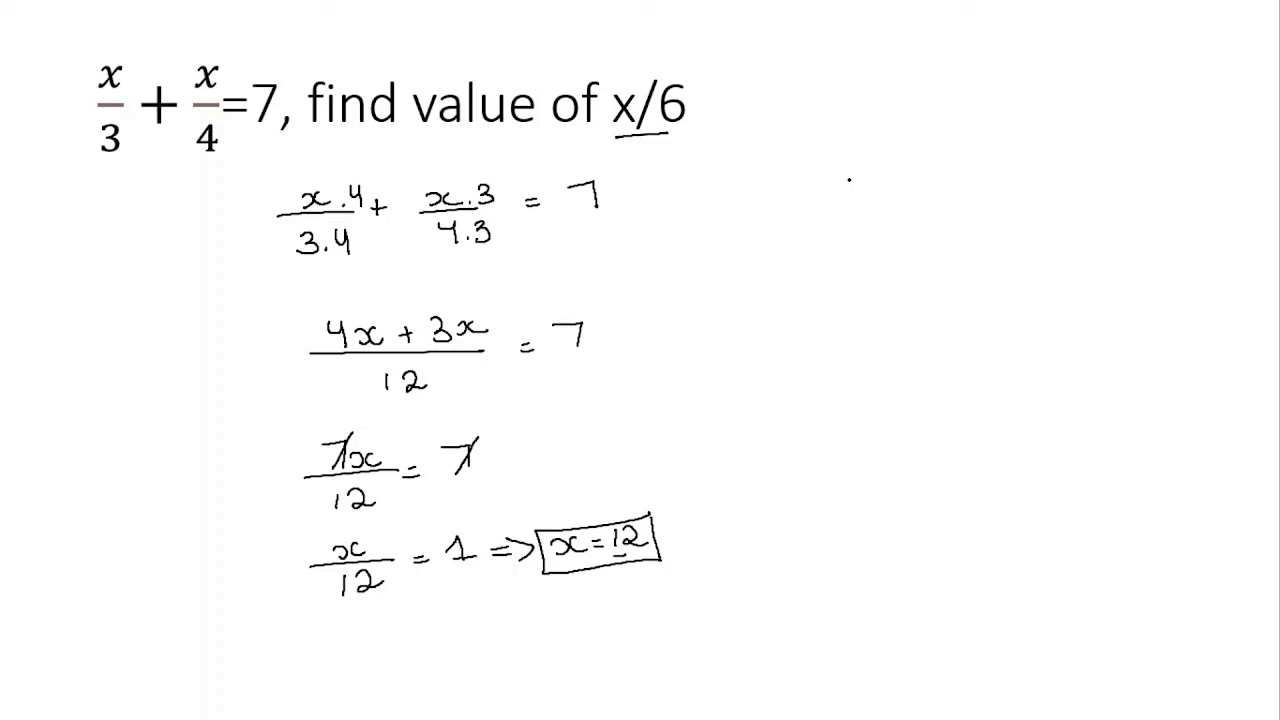 x/3 + x/4 =7, find value of x/6
x.4/3.4 + x.3/4.3 = 7
4x + 3x/12 = 7
7x/12 = 7
x/12 = 1 => x = 12